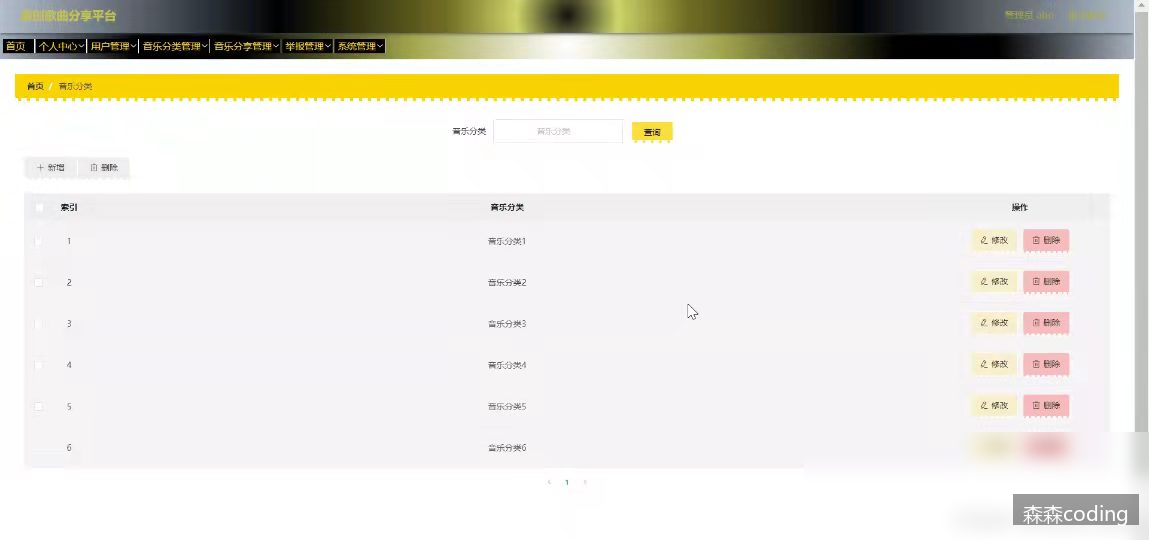 原创歌曲分享平台
管理员 abo
首页 个人中心 用户管理 音乐分类管理 音乐分享管理 举报管理 系统管理
首页 / 音乐分类
音乐分类 音乐分类 查询
新增 删除
索引 音乐分类 操作
1 音乐分类1 修改 删除
2 音乐分类2 修改 删除
3 音乐分类3 修改 删除
4 音乐分类4 修改 删除
5 音乐分类5 修改 删除
6 音乐分类6
1
森森coding